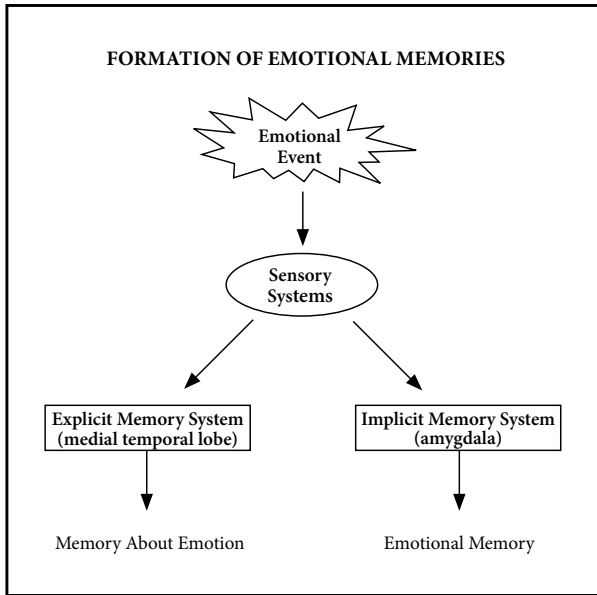 FORMATION OF EMOTIONAL MEMORIES
Emotional
Event
Sensory
Systems
Explicit Memory System
(medial temporal lobe)
Implicit Memory System
(amygdala)
Memory About Emotion
Emotional Memory